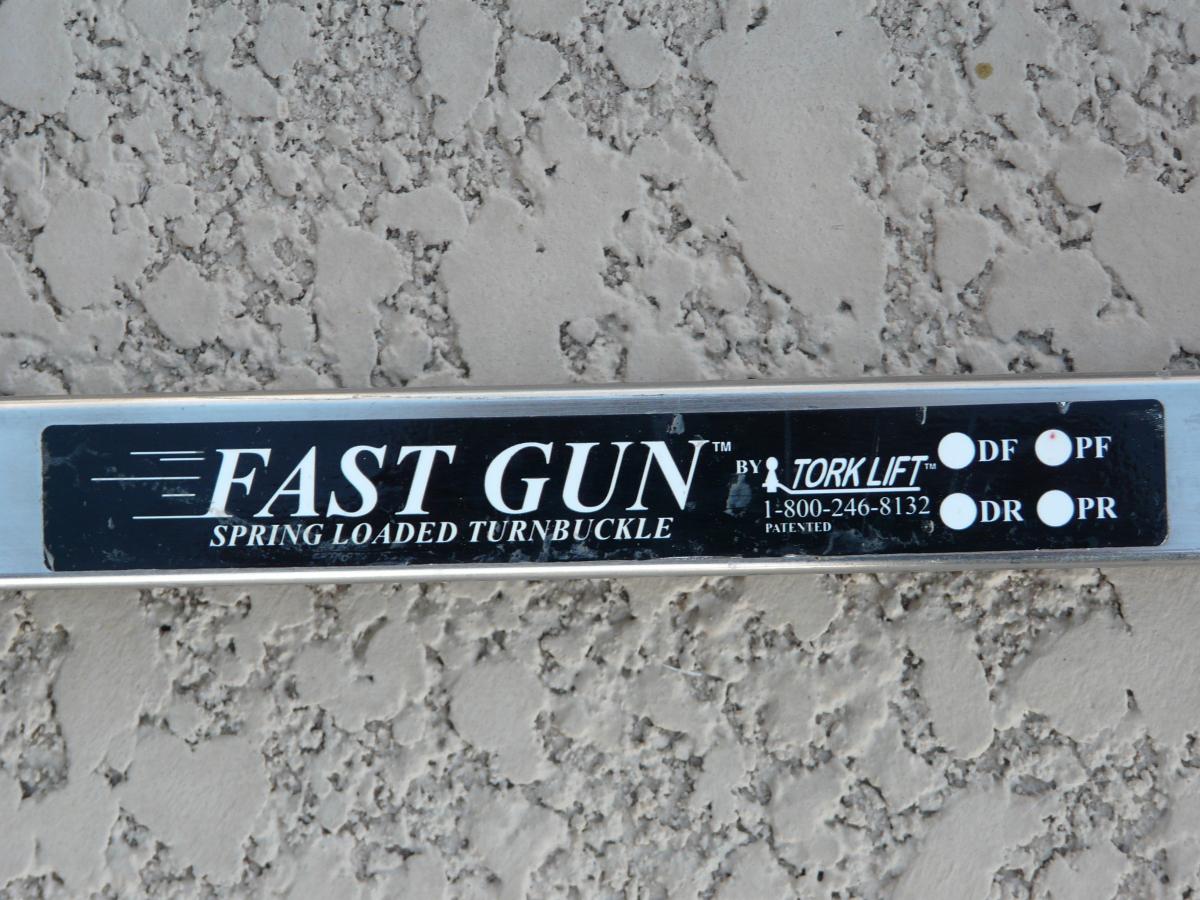 FAST GUN™
SPRING LOADED TURNBUCKLE
BY TORK LIFT™
1-800-246-8132
PATENTED
DF PF
DR PR